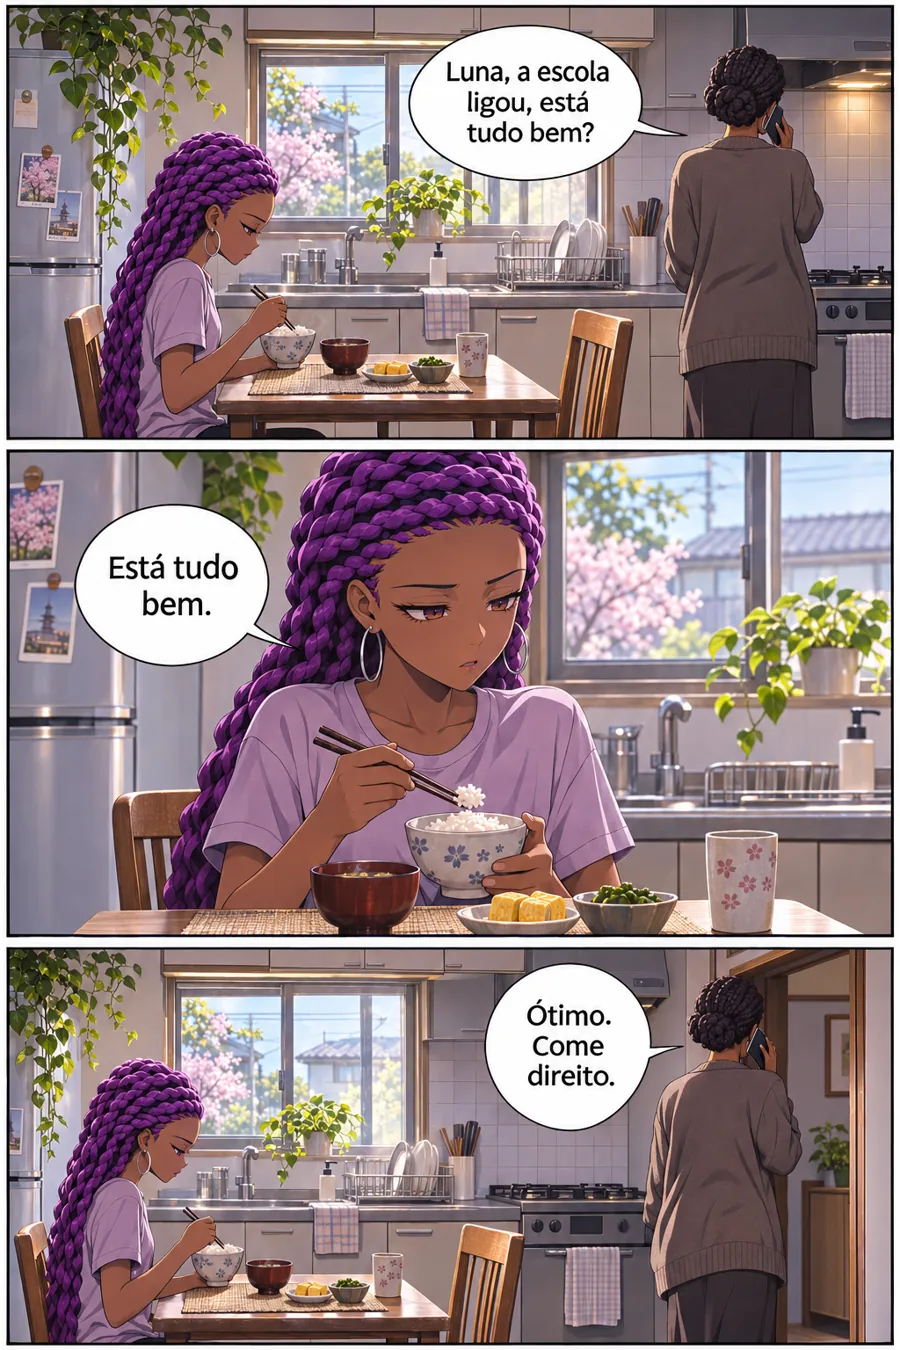 Luna, a escola
ligou, está
tudo bem?
Está tudo
bem.
Ótimo.
Come
direito.